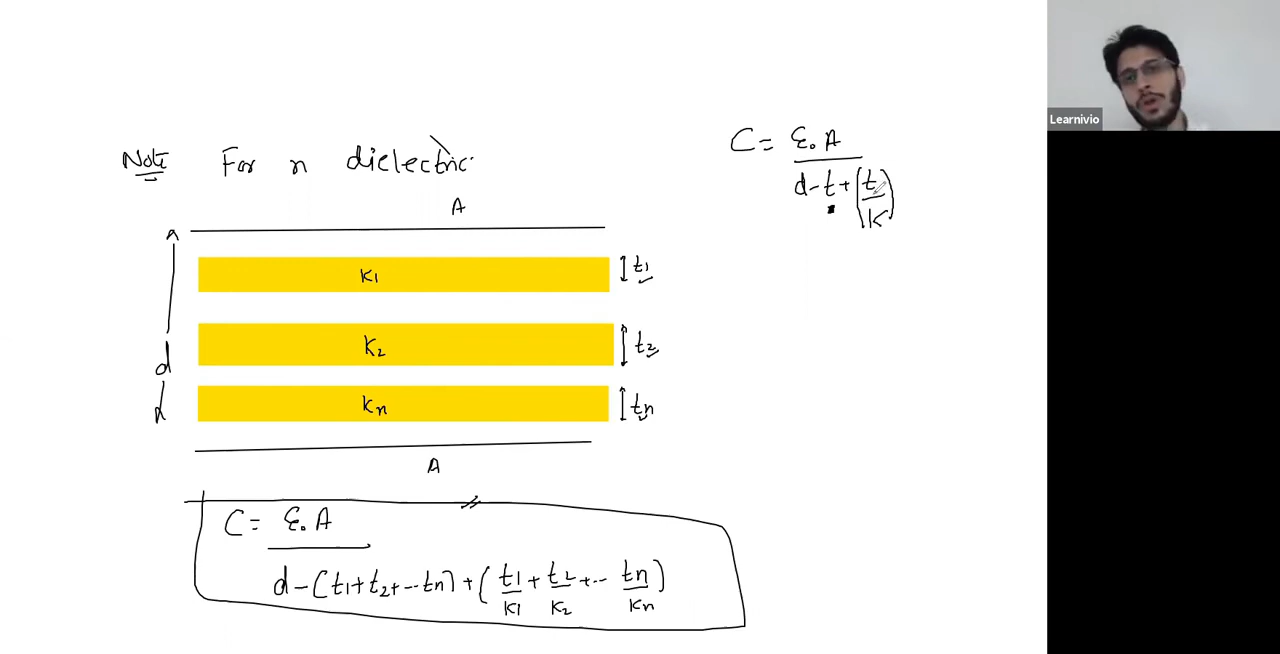 Note For n dielectric
A
K1
t1
d
K2
t2
Kn
tn
A
C = ε₀A
d-(t1+t2+--tn)+(t1/K1+t2/K2+--tn/Kn)
C = ε₀A
d-t+(t/K)
Learnivio